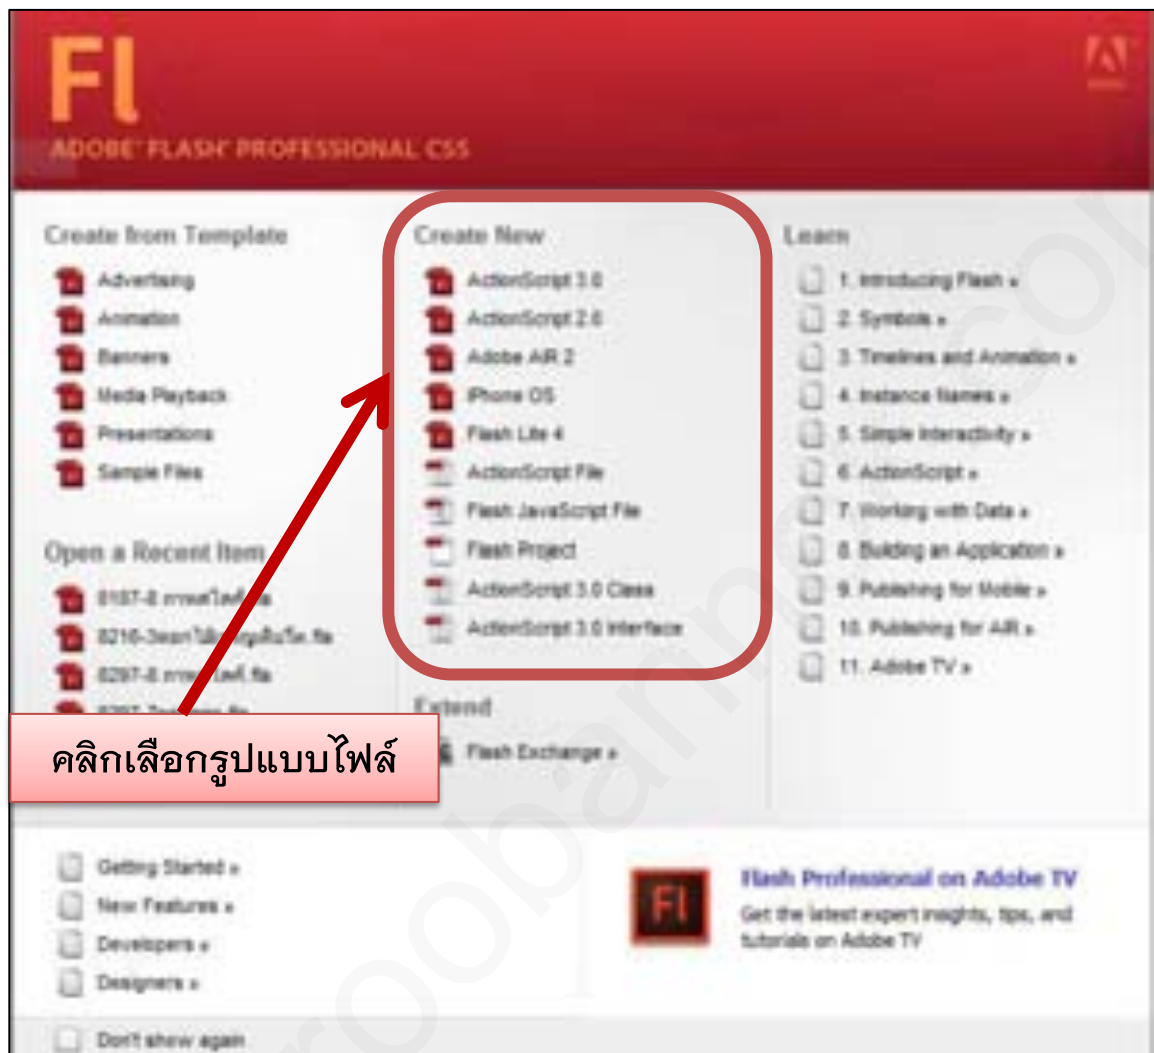 Fl
ADOBE® FLASH® PROFESSIONAL CS5
Create from Template
Advertising
Animation
Banners
Media Playback
Presentations
Sample Files
Open a Recent Item
Create New
ActionScript 3.0
ActionScript 2.0
Adobe AIR 2
iPhone OS
Flash Lite 4
ActionScript File
Flash JavaScript File
Flash Project
ActionScript 3.0 Class
ActionScript 3.0 Interface
Extend
Flash Exchange »
Learn
1. Introducing Flash »
2. Symbols »
3. Timelines and Animation »
4. Instance Names »
5. Simple Interactivity »
6. ActionScript »
7. Working with Data »
8. Building an Application »
9. Publishing for Mobile »
10. Publishing for AIR »
11. Adobe TV »
คลิกเลือกรูปแบบไฟล์
Getting Started »
New Features »
Developers »
Designers »
Don't show again
Fl
Flash Professional on Adobe TV
Get the latest expert insights, tips, and
tutorials on Adobe TV